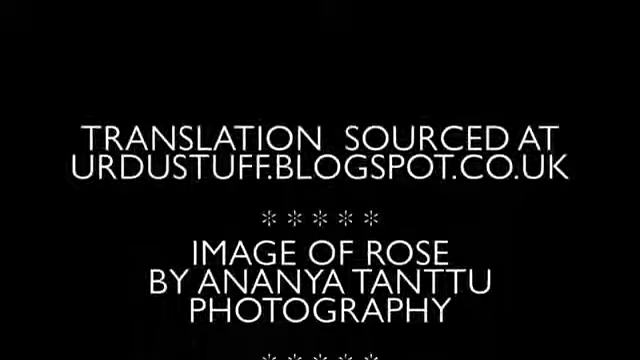 TRANSLATION SOURCED AT
URDUSTUFF.BLOGSPOT.CO.UK
*****
IMAGE OF ROSE
BY ANANYA TANTTU
PHOTOGRAPHY
*****